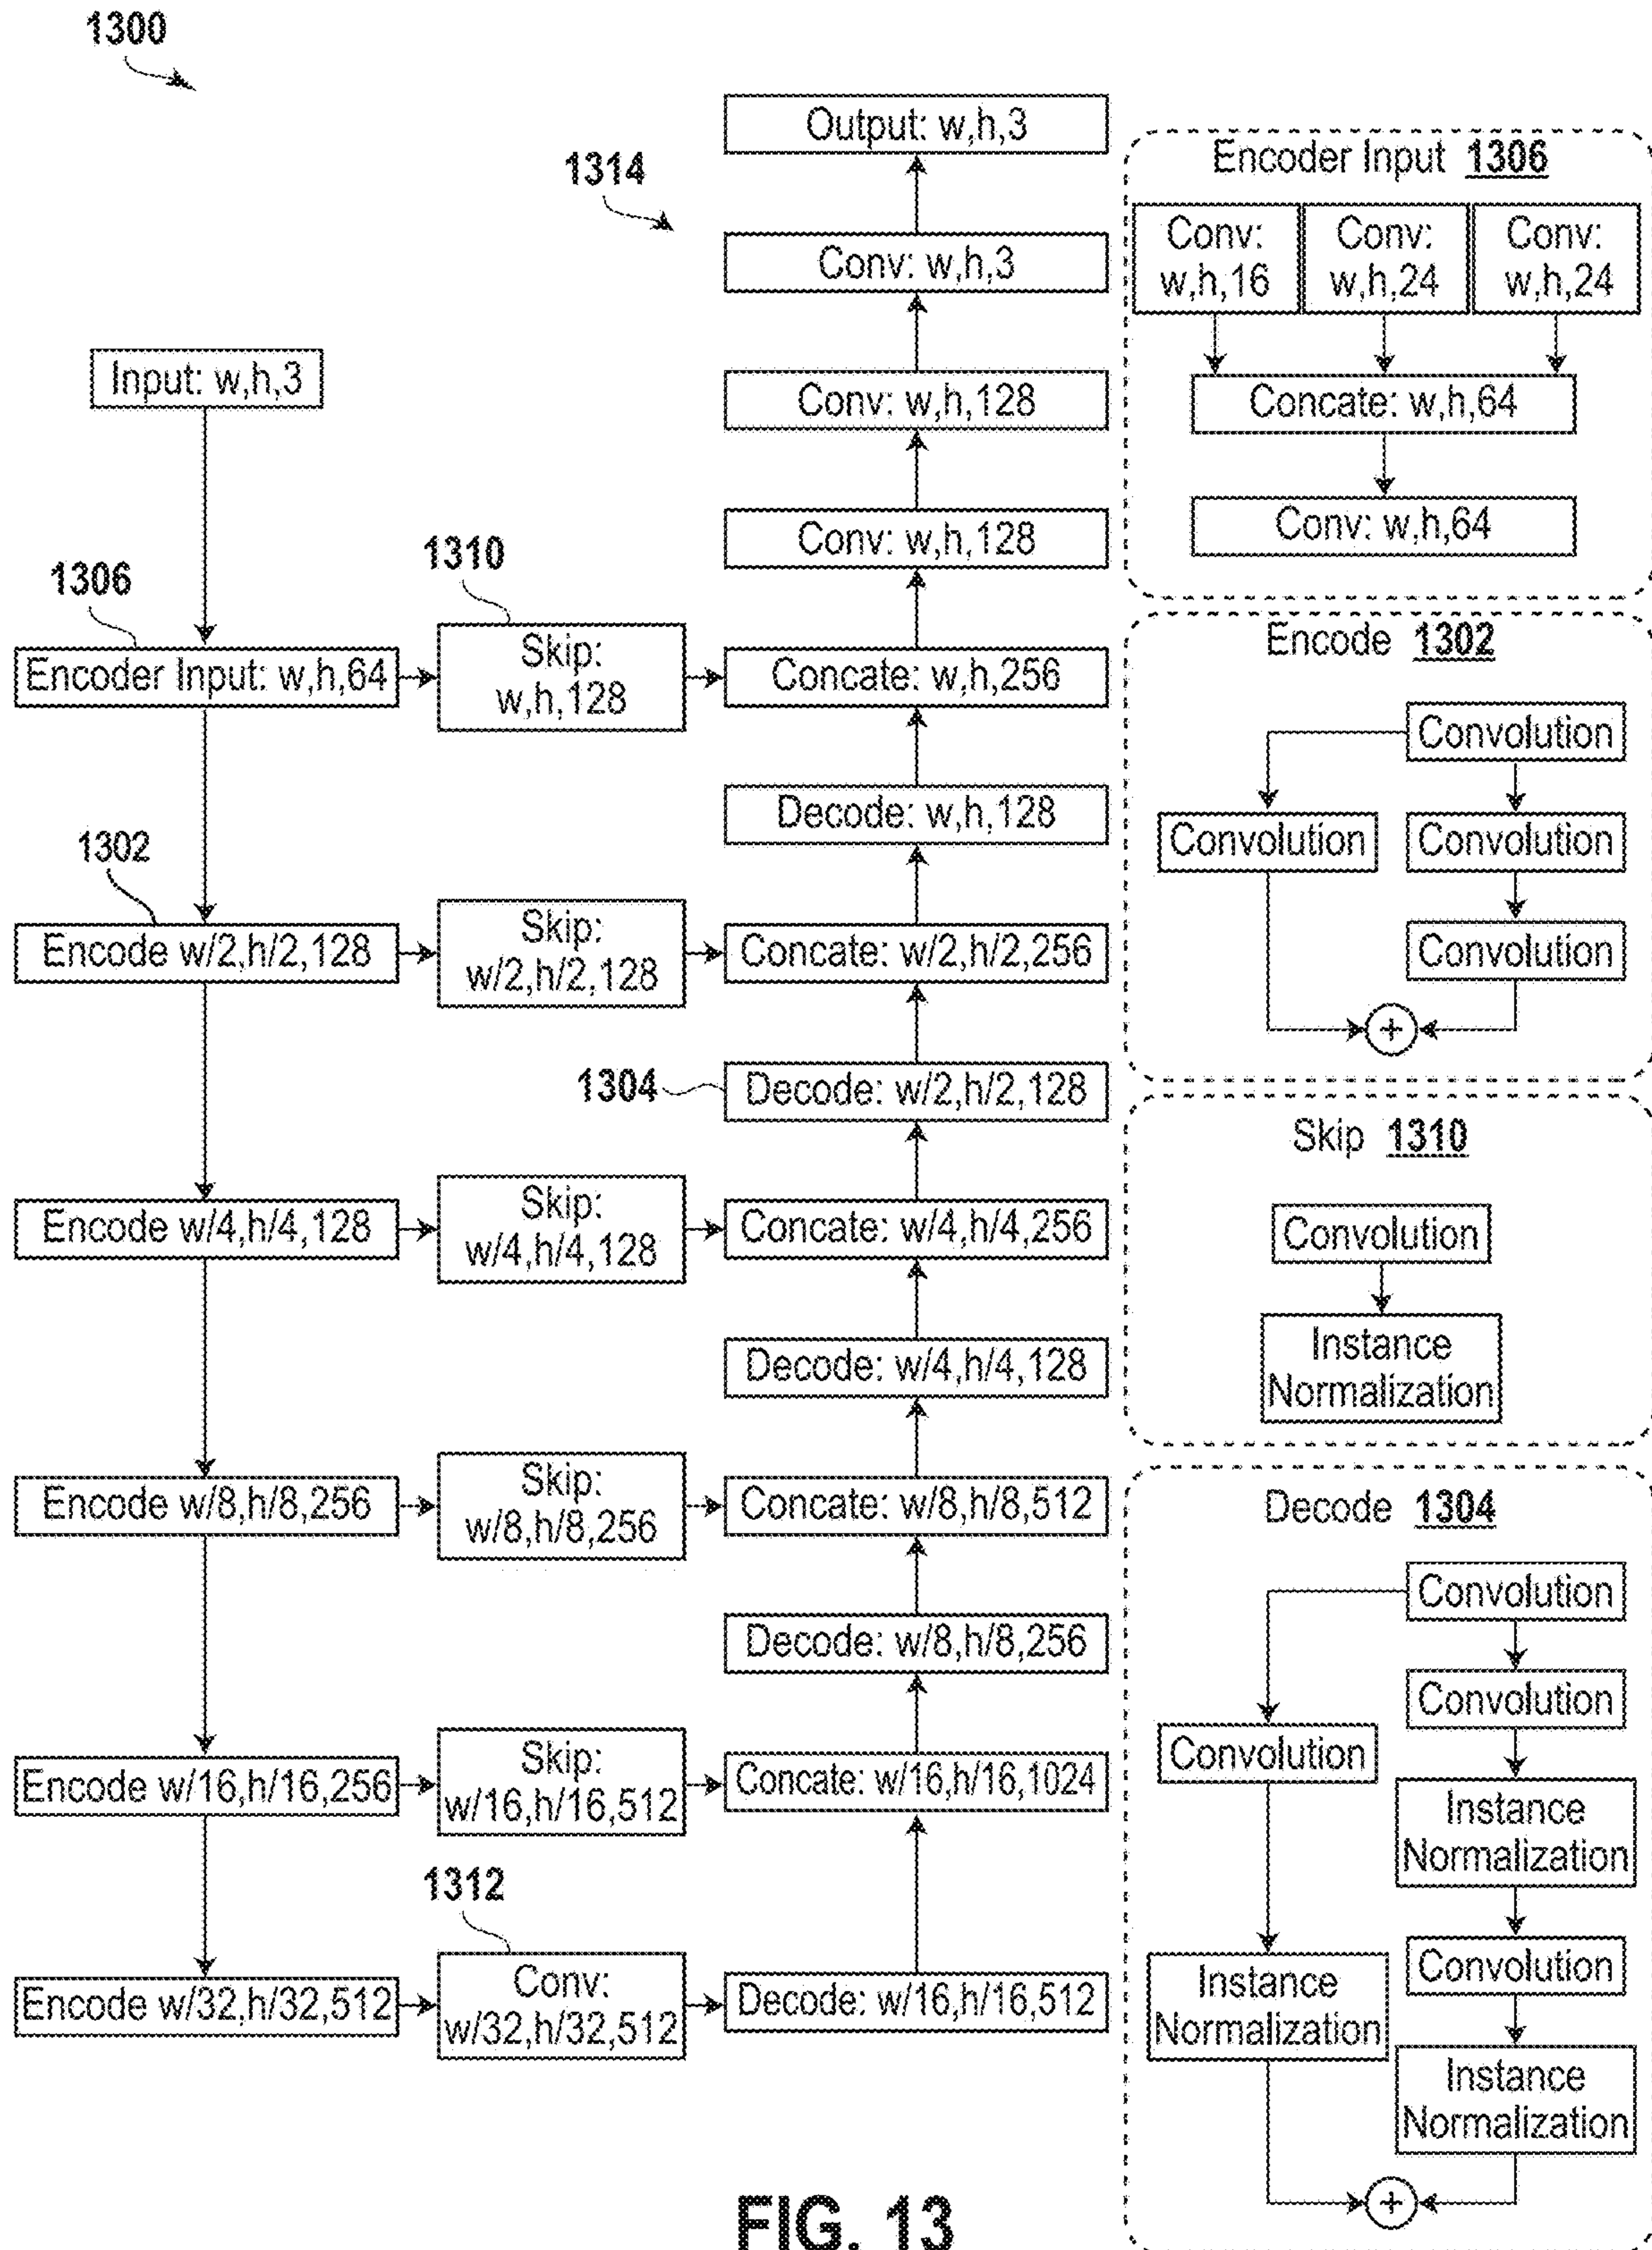 1300
Output: w,h,3
1314
Conv: w,h,3
Input: w,h,3
Conv: w,h,128
Conv: w,h,128
1306
1310
Encoder Input: w,h,64
Skip:
w,h,128
Concate: w,h,256
Decode: w,h,128
1302
Encode w/2,h/2,128
Skip:
w/2,h/2,128
Concate: w/2,h/2,256
1304
Decode: w/2,h/2,128
Encode w/4,h/4,128
Skip:
w/4,h/4,128
Concate: w/4,h/4,256
Decode: w/4,h/4,128
Encode w/8,h/8,256
Skip:
w/8,h/8,256
Concate: w/8,h/8,512
Decode: w/8,h/8,256
Encode w/16,h/16,256
Skip:
w/16,h/16,512
Concate: w/16,h/16,1024
1312
Encode w/32,h/32,512
Conv:
w/32,h/32,512
Decode: w/16,h/16,512
Encoder Input 1306
Conv:
w,h,16
Conv:
w,h,24
Conv:
w,h,24
Concate: w,h,64
Conv: w,h,64
Encode 1302
Convolution
Convolution
Convolution
Convolution
+
Skip 1310
Convolution
Instance
Normalization
Decode 1304
Convolution
Convolution
Convolution
Instance
Normalization
Convolution
Instance
Normalization
Instance
Normalization
+
FIG. 13